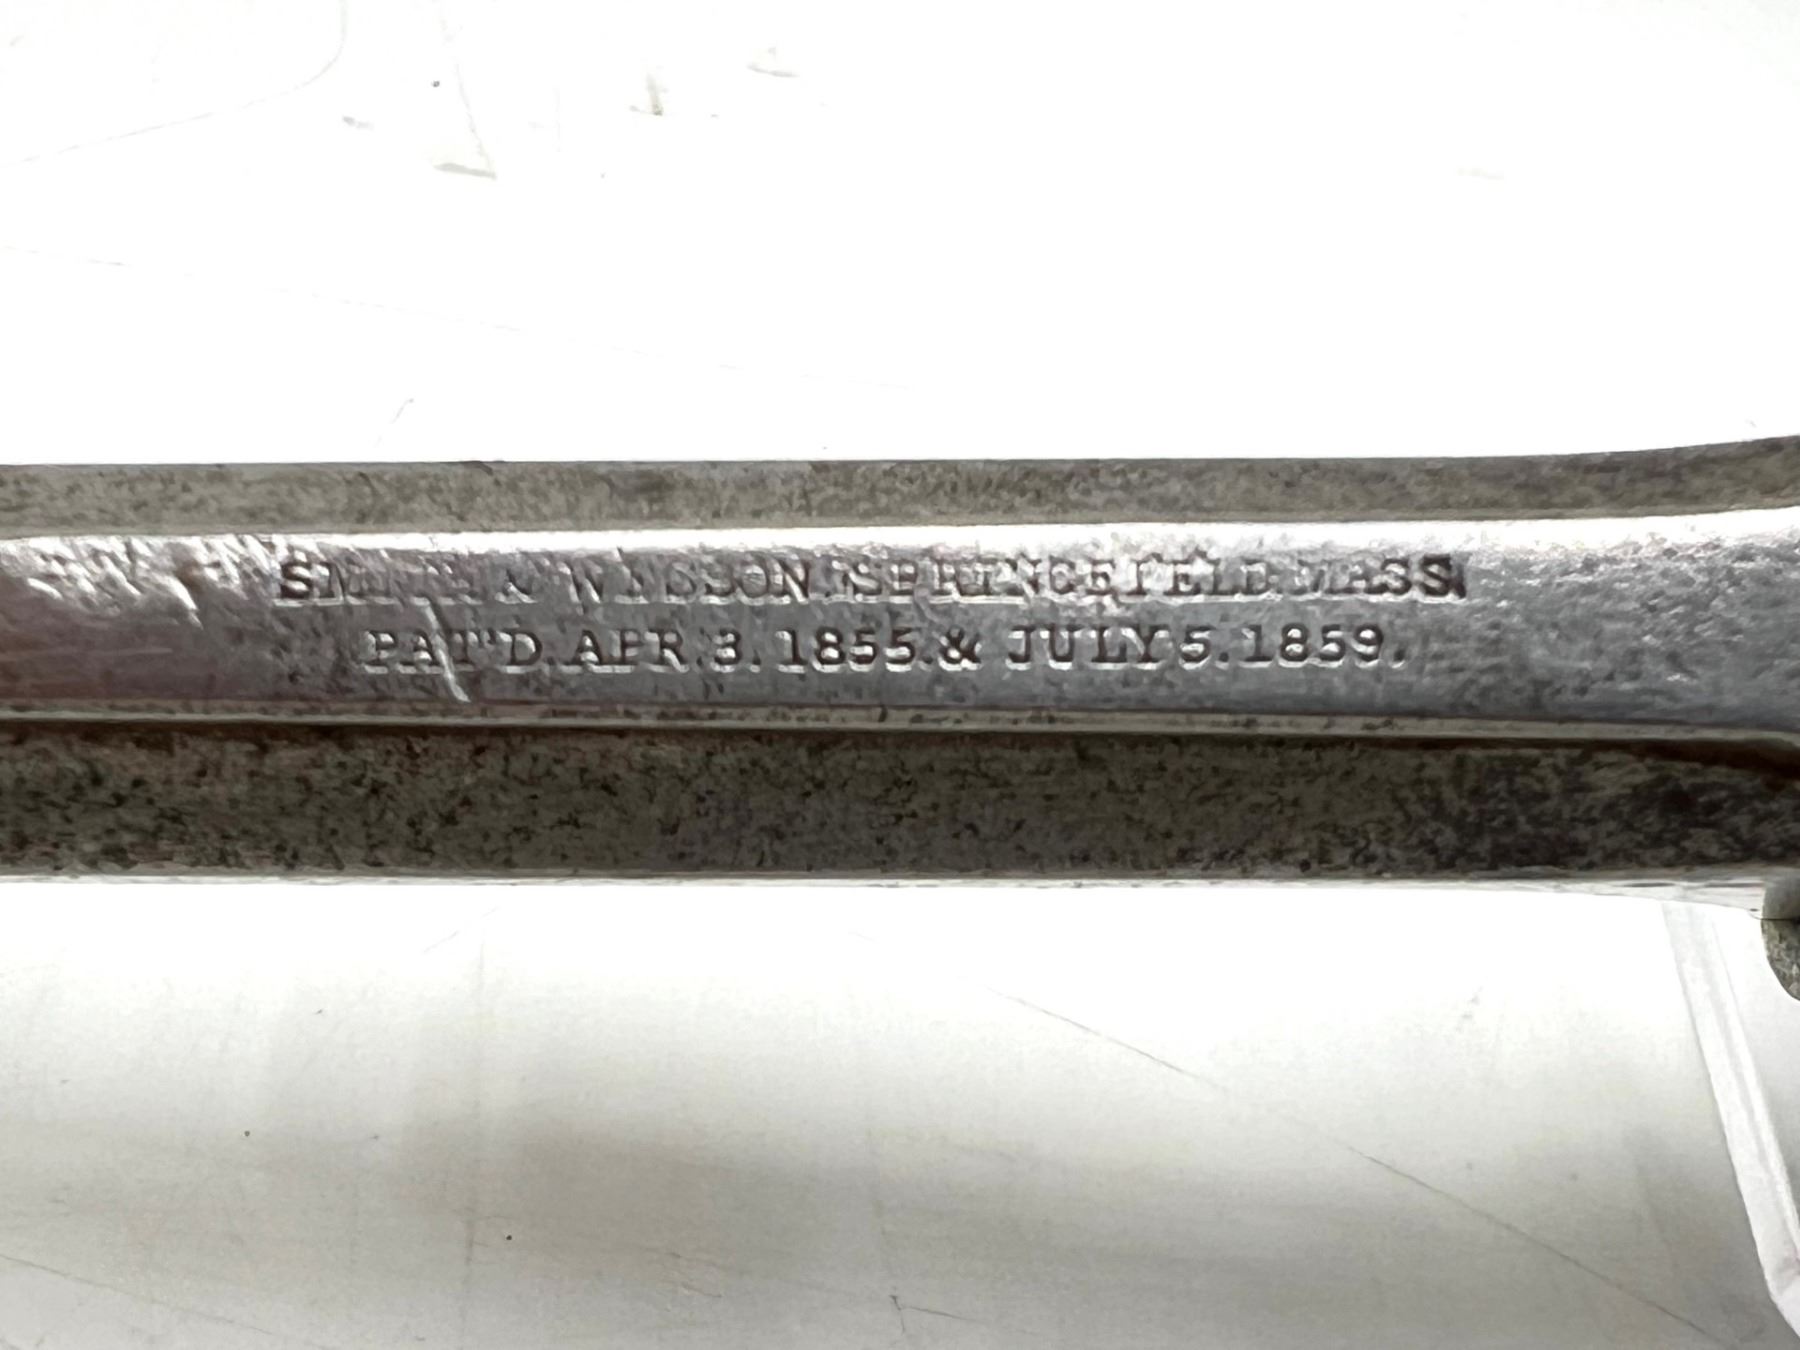 SMITH & WESSON. SPRINGFIELD. MASS.
PAT'D. APR. 3. 1855. & JULY 5. 1859.